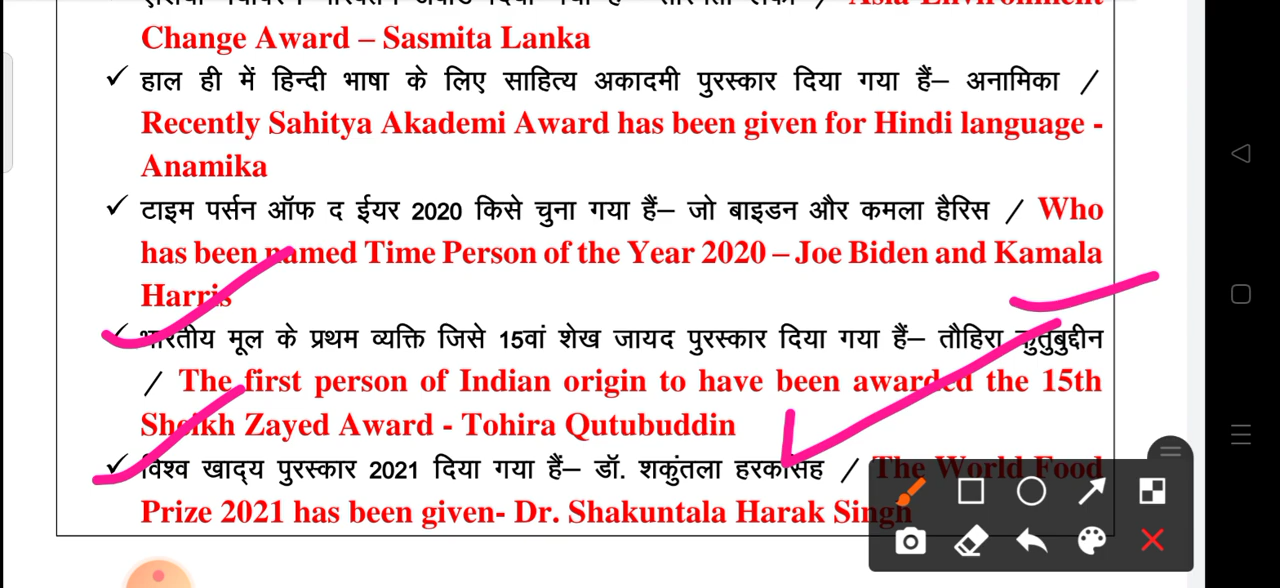 Change Award – Sasmita Lanka
हाल ही में हिन्दी भाषा के लिए साहित्य अकादमी पुरस्कार दिया गया हैं– अनामिका /
Recently Sahitya Akademi Award has been given for Hindi language -
Anamika
टाइम पर्सन ऑफ द ईयर 2020 किसे चुना गया हैं– जो बाइडन और कमला हैरिस / Who
has been named Time Person of the Year 2020 – Joe Biden and Kamala
Harris
भारतीय मूल के प्रथम व्यक्ति जिसे 15वां शेख जायद पुरस्कार दिया गया हैं– तौहिरा कुतुबुद्दीन
/ The first person of Indian origin to have been awarded the 15th
Sheikh Zayed Award - Tohira Qutubuddin
विश्व खाद्य पुरस्कार 2021 दिया गया हैं– डॉ. शकुंतला हरकसिंह / The World Food
Prize 2021 has been given- Dr. Shakuntala Harak Singh